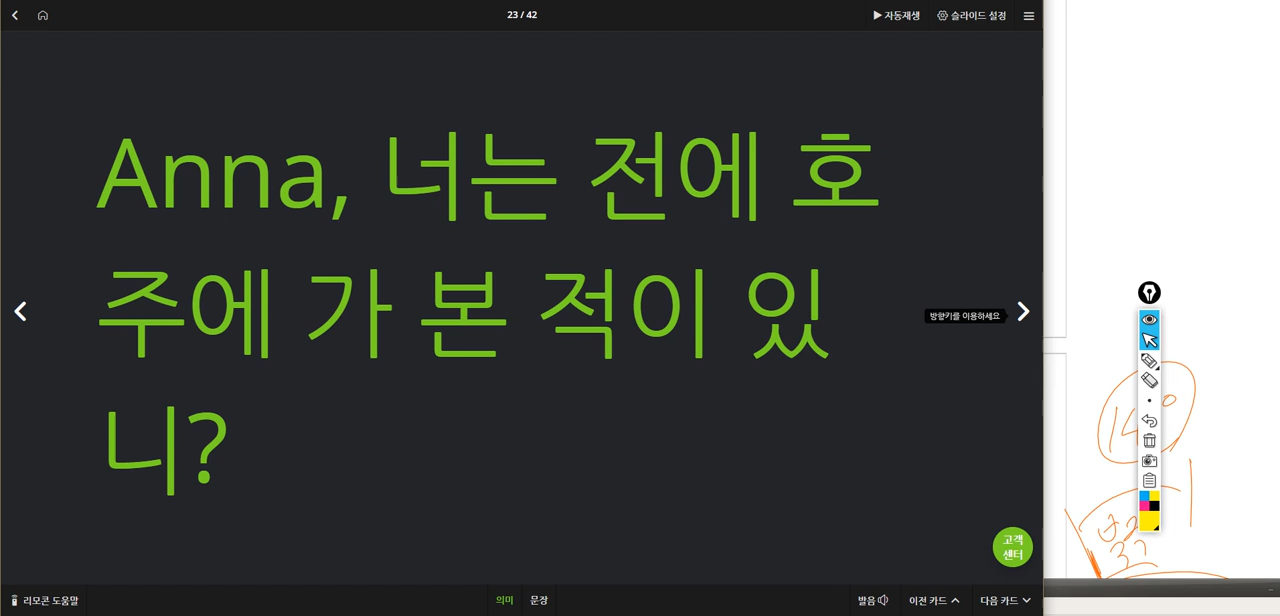 23 / 42
자동재생
슬라이드 설정
Anna, 너는 전에 호
주에 가 본 적이 있
니?
방향키를 이용하세요
고객
센터
리모콘 도움말
의미
문장
발음
이전 카드
다음 카드